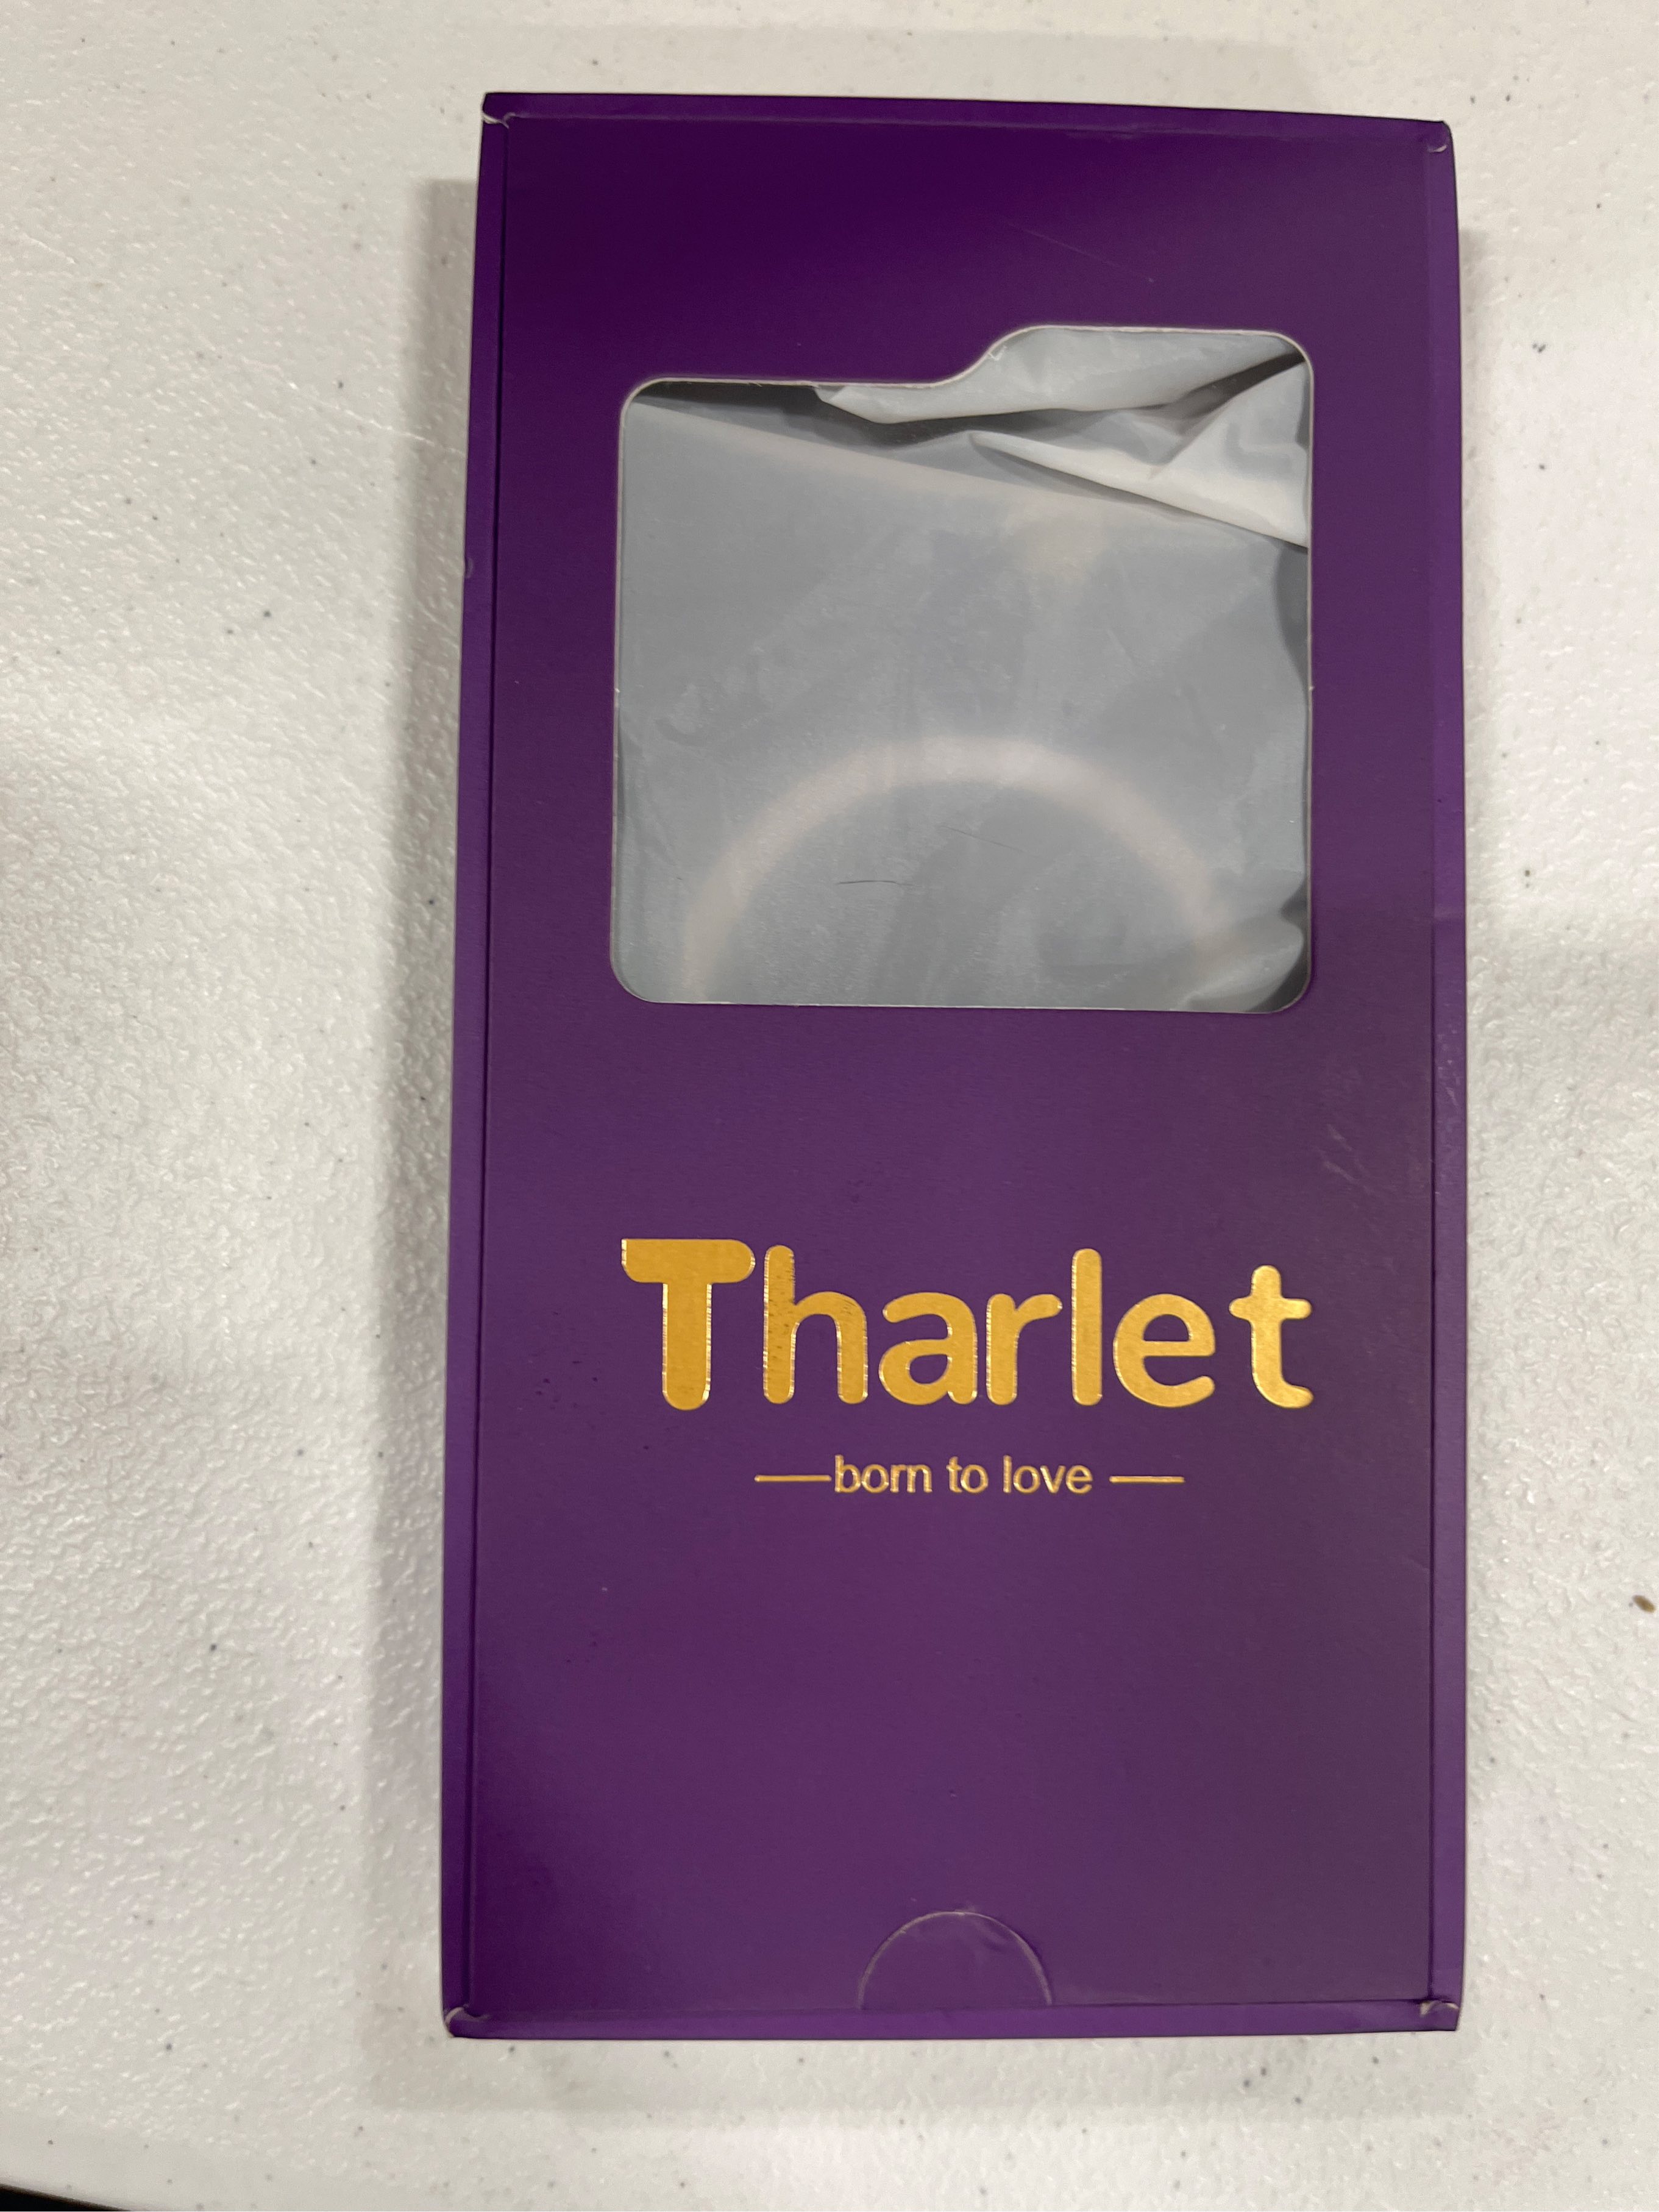 Tharlet
born to love